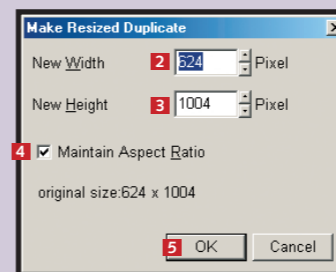 Make Resized Duplicate
New Width 2 624 Pixel
New Height 3 1004 Pixel
4 Maintain Aspect Ratio
original size:624 x 1004
5 OK Cancel